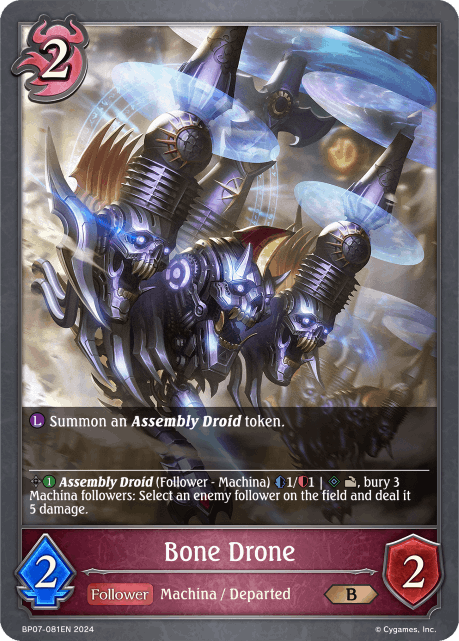 2
L Summon an Assembly Droid token.
1 Assembly Droid (Follower - Machina) 1/1 | , bury 3
Machina followers: Select an enemy follower on the field and deal it
5 damage.
Bone Drone
2 Follower Machina / Departed B 2
BP07-081EN 2024 © Cygames, Inc.